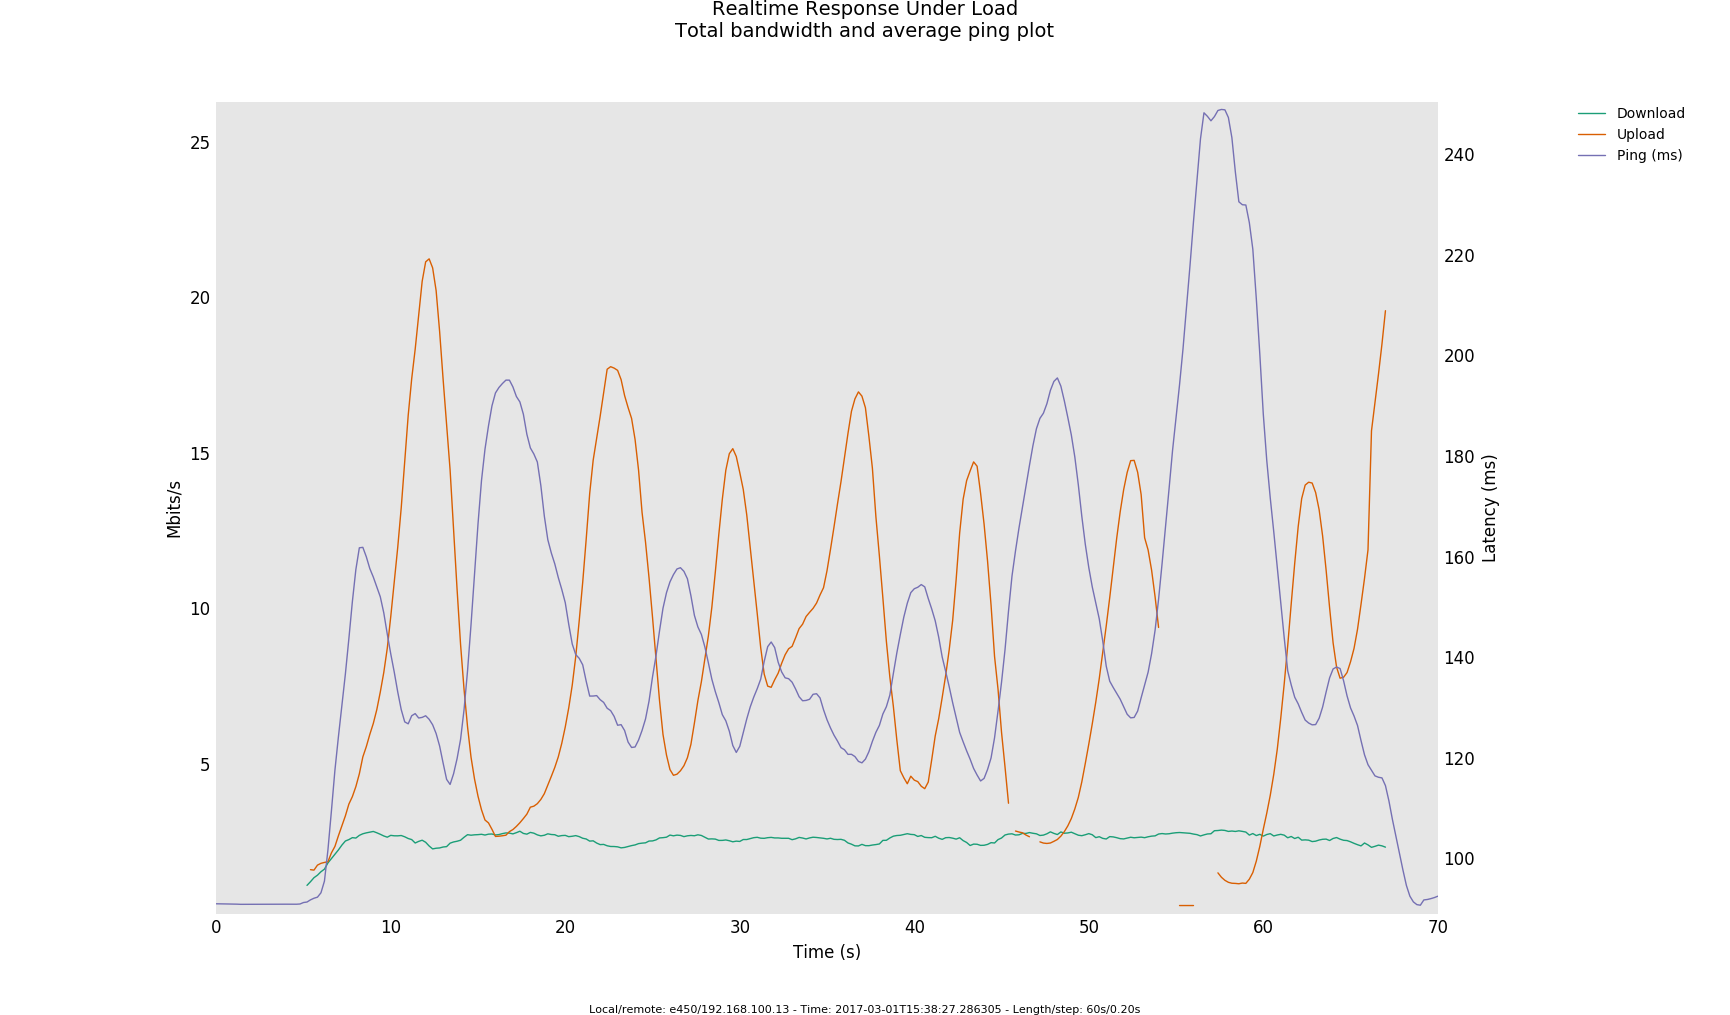 Realtime Response Under Load
Total bandwidth and average ping plot
Download
Upload
Ping (ms)
25
20
15
10
5
Mbits/s
240
220
200
180
160
140
120
100
Latency (ms)
0 10 20 30 40 50 60 70
Time (s)
Local/remote: e450/192.168.100.13 - Time: 2017-03-01T15:38:27.286305 - Length/step: 60s/0.20s